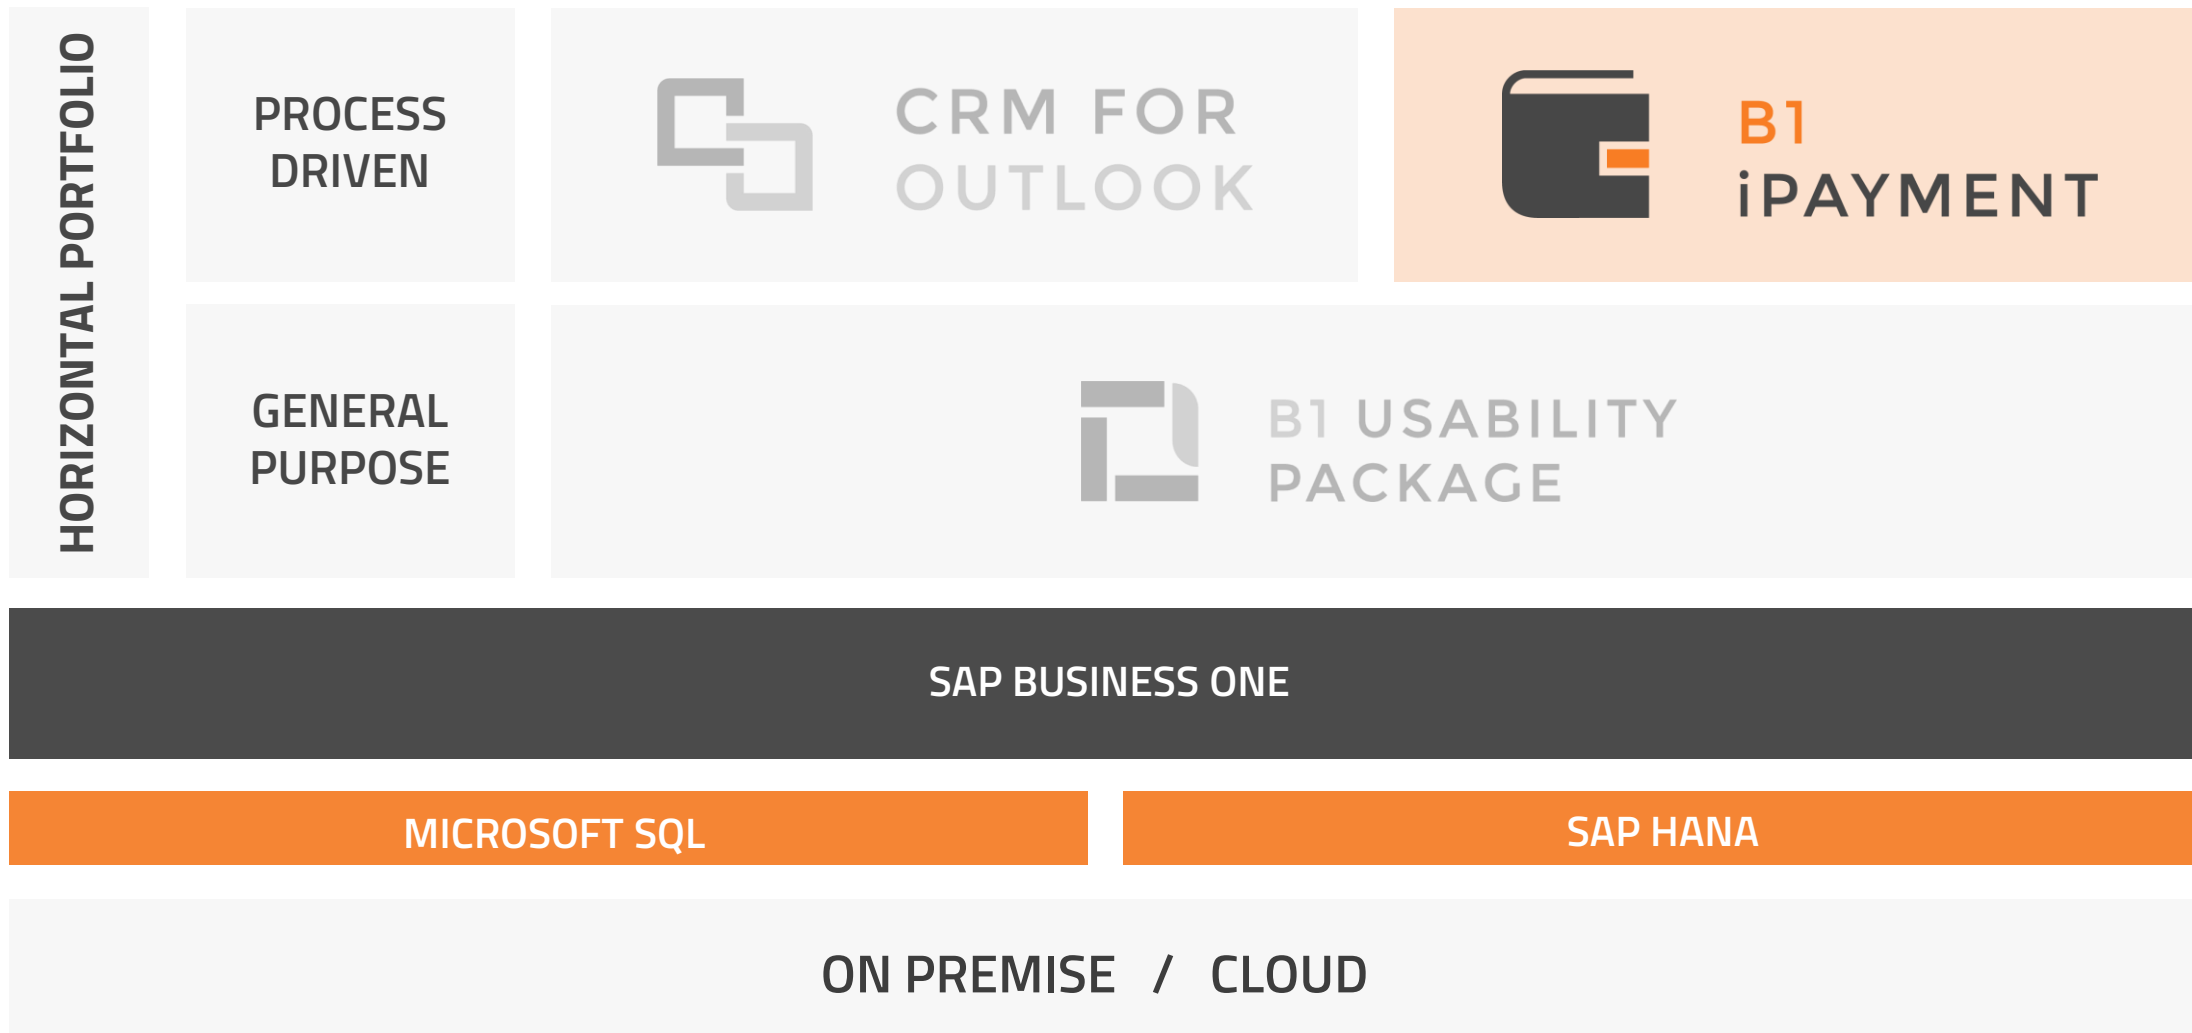 HORIZONTAL PORTFOLIO
PROCESS
DRIVEN
CRM FOR
OUTLOOK
B1
iPAYMENT
GENERAL
PURPOSE
B1 USABILITY
PACKAGE
SAP BUSINESS ONE
MICROSOFT SQL
SAP HANA
ON PREMISE / CLOUD